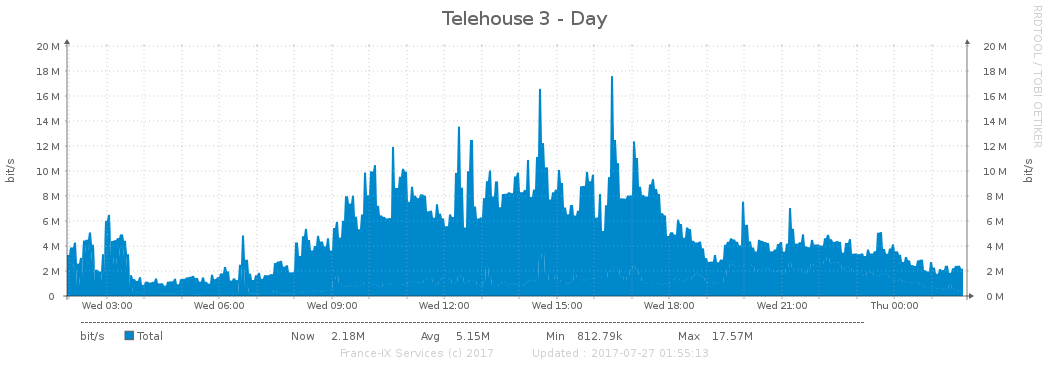 Telehouse 3 - Day
RRDTOOL / TOBI OETIKER
20 M 20 M
18 M 18 M
16 M 16 M
14 M 14 M
12 M 12 M
10 M 10 M
8 M 8 M
6 M 6 M
4 M 4 M
2 M 2 M
0 0 M
bit/s bit/s
Wed 03:00 Wed 06:00 Wed 09:00 Wed 12:00 Wed 15:00 Wed 18:00 Wed 21:00 Thu 00:00
bit/s Total Now 2.18M Avg 5.15M Min 812.79k Max 17.57M
France-IX Services (c) 2017 Updated : 2017-07-27 01:55:13